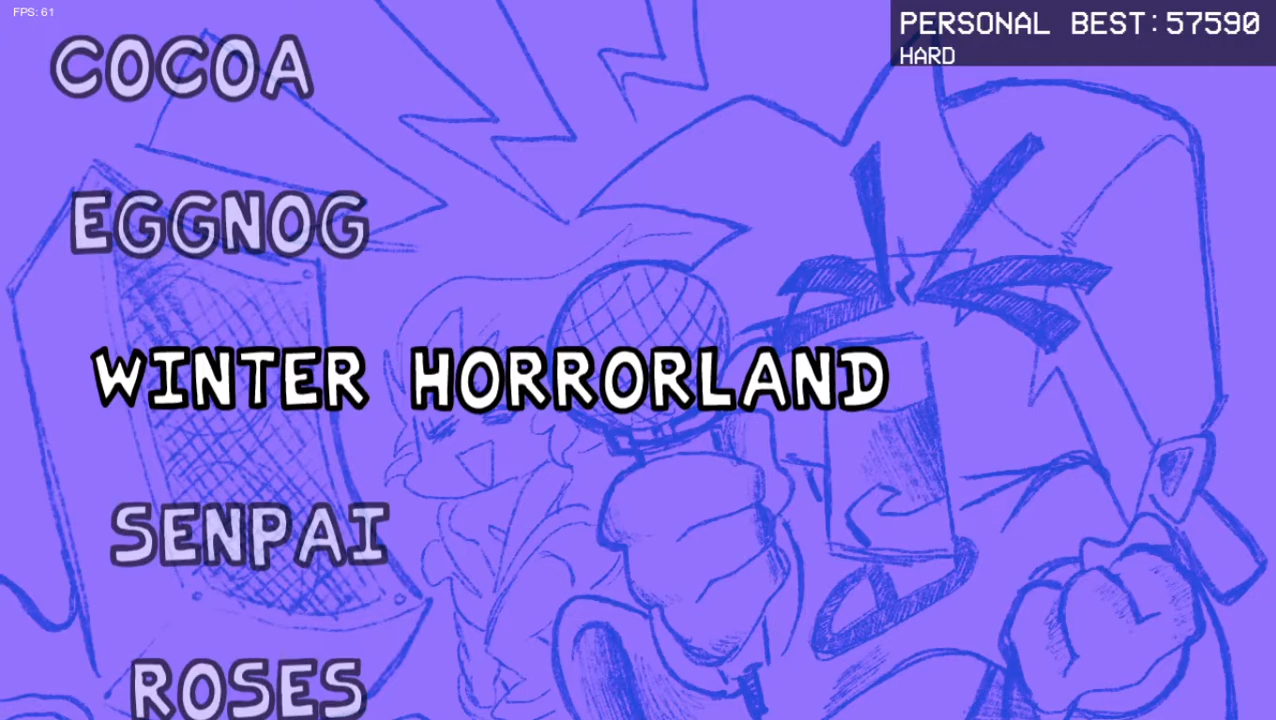 FPS: 61
PERSONAL BEST:57590
HARD
COCOA
EGGNOG
WINTER HORRORLAND
SENPAI
ROSES